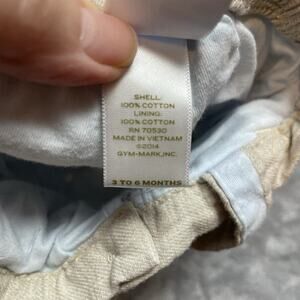 SHELL:
100% COTTON
LINING:
100% COTTON
RN 70530
MADE IN VIETNAM
©2014
GYM-MARK,INC.
3 TO 6 MONTHS